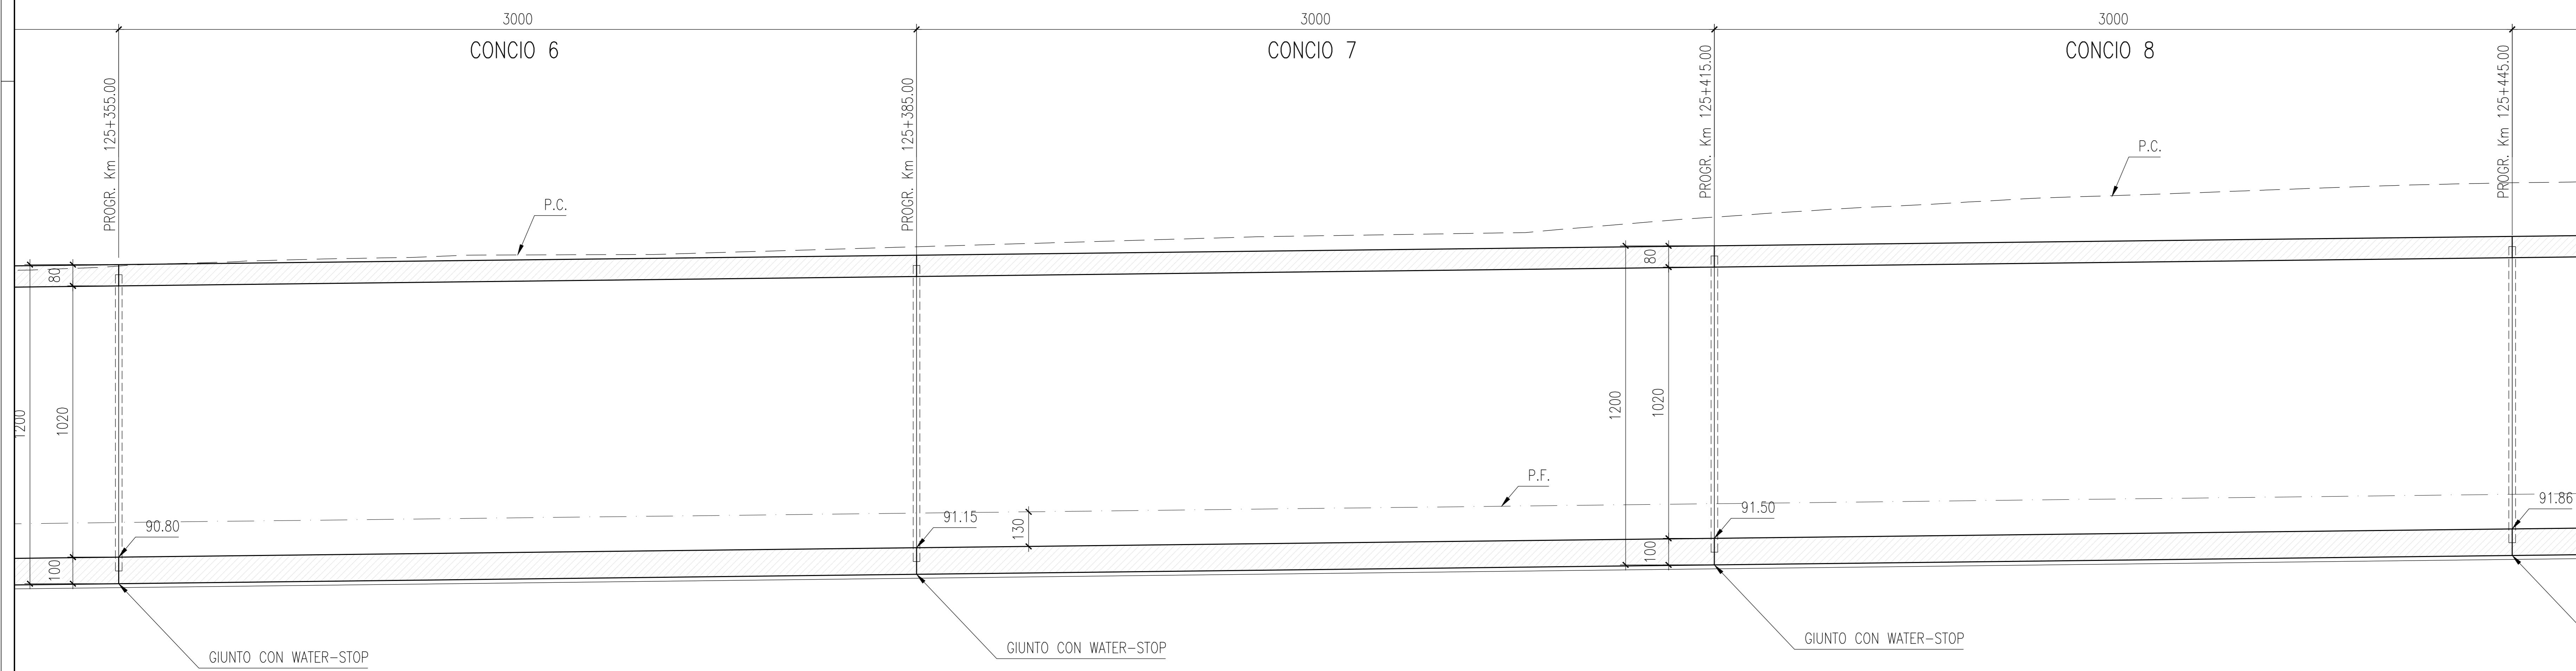 3000
3000
3000
CONCIO 6
CONCIO 7
CONCIO 8
PROGR. Km 125+355.00
PROGR. Km 125+385.00
PROGR. Km 125+415.00
PROGR. Km 125+445.00
P.C.
P.C.
80
80
1200
1020
1200
1020
P.F.
90.80
91.15
130
91.50
91.86
100
100
GIUNTO CON WATER-STOP
GIUNTO CON WATER-STOP
GIUNTO CON WATER-STOP